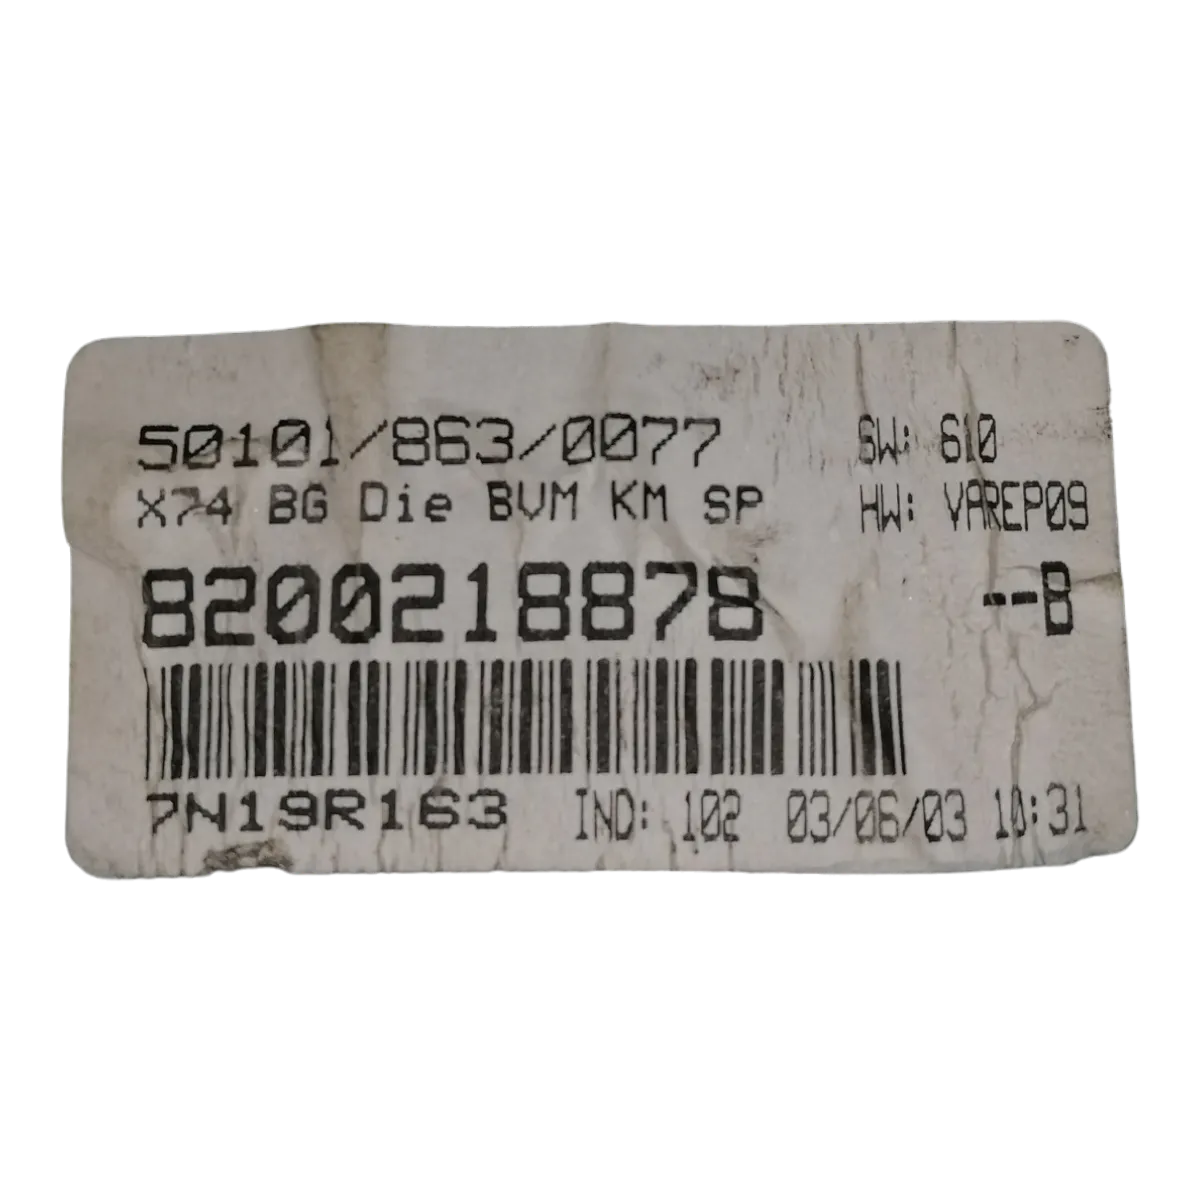 50101/863/0077 SW: 610
X74 BG Die BVM KM SP HW: VAREP09
8200218878 --B
7N19R163 IND: 102 03/06/03 10:31